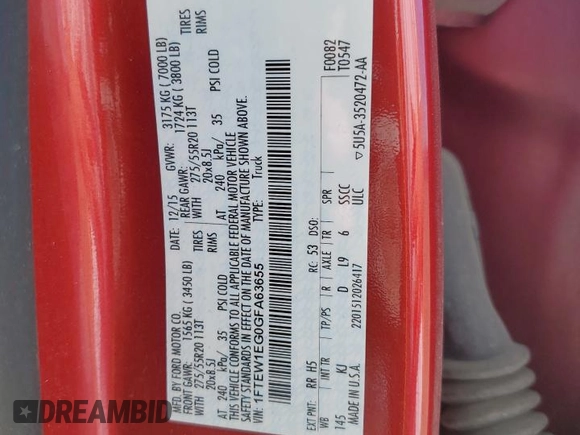 MFD. BY FORD MOTOR CO.
DATE: 12/15 GVWR: 3175 KG ( 7000 LB)
FRONT GAWR: 1565 KG ( 3450 LB) REAR GAWR: 1724 KG ( 3800 LB)
WITH 275/55R20 113T TIRES WITH 275/55R20 113T TIRES
20x8.5J RIMS 20x8.5J RIMS
AT 240 kPa/ 35 PSI COLD AT 240 kPa/ 35 PSI COLD
THIS VEHICLE CONFORMS TO ALL APPLICABLE FEDERAL MOTOR VEHICLE
SAFETY STANDARDS IN EFFECT ON THE DATE OF MANUFACTURE SHOWN ABOVE.
VIN: 1FTEW1EG0GFA63655
TYPE: Truck
F0082
T0547
EXT PNT: RR H5 RC: 53 DSO:
WB INT TR TP/PS R AXLE TR SPR
145 KJ D L9 6 SSCC
MADE IN U.S.A. 2201512026417 ULC
▽5U5A-3520472-AA
DREAMBID